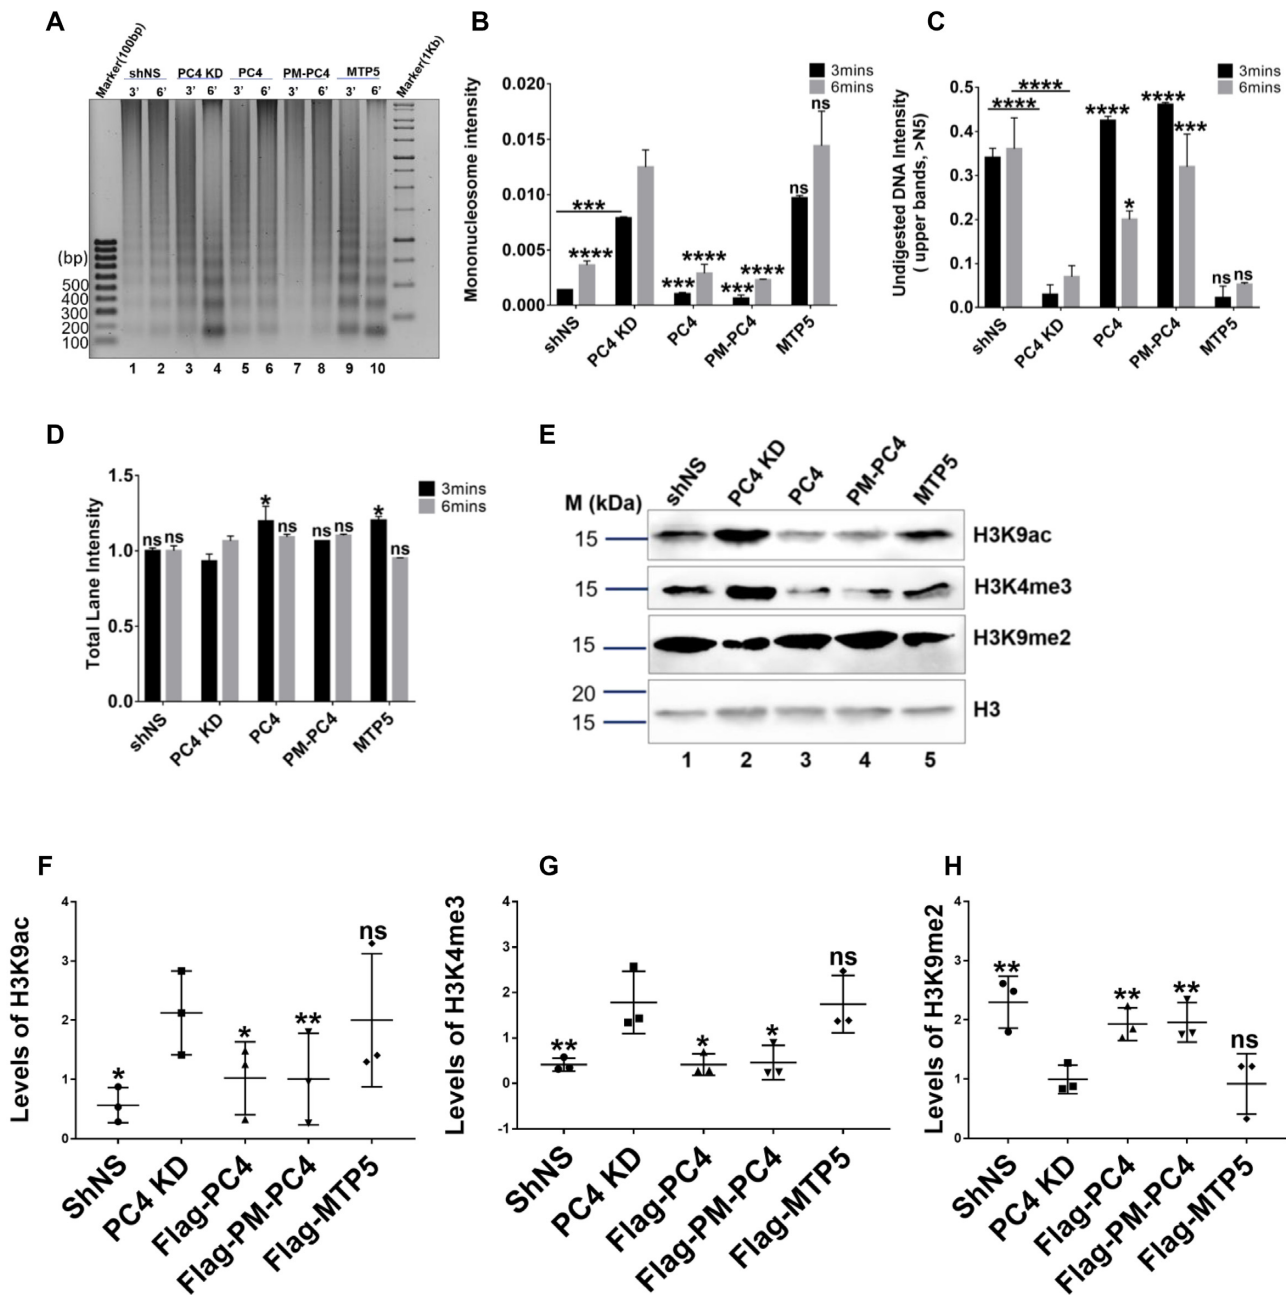 A
Marker(100bp)
shNS PC4 KD PC4 PM-PC4 MTP5
Marker(1Kb)
3' 6' 3' 6' 3' 6' 3' 6' 3' 6'
(bp)
500
400
300
200
100
1 2 3 4 5 6 7 8 9 10
B
3mins
6mins
Mononucleosome intensity
0.020
0.015
0.010
0.005
0.000
***
****
***
****
***
****
ns
ns
shNS
PC4 KD
PC4
PM-PC4
MTP5
C
3mins
6mins
Undigested DNA Intensity
( upper bands, >N5)
0.5
0.4
0.3
0.2
0.1
0.0
****
****
****
*
****
***
ns
ns
shNS
PC4 KD
PC4
PM-PC4
MTP5
D
3mins
6mins
Total Lane Intensity
1.5
1.0
0.5
0.0
ns
ns
*
ns
ns
ns
*
ns
shNS
PC4 KD
PC4
PM-PC4
MTP5
E
M (kDa)
shNS
PC4 KD
PC4
PM-PC4
MTP5
15
H3K9ac
15
H3K4me3
15
H3K9me2
20
15
H3
1 2 3 4 5
F
Levels of H3K9ac
4
3
2
1
0
*
*
**
ns
ShNS
PC4 KD
Flag-PC4
Flag-PM-PC4
Flag-MTP5
G
Levels of H3K4me3
4
3
2
1
0
-1
**
*
*
ns
ShNS
PC4 KD
Flag-PC4
Flag-PM-PC4
Flag-MTP5
H
Levels of H3K9me2
4
3
2
1
0
**
**
**
ns
ShNS
PC4 KD
Flag-PC4
Flag-PM-PC4
Flag-MTP5